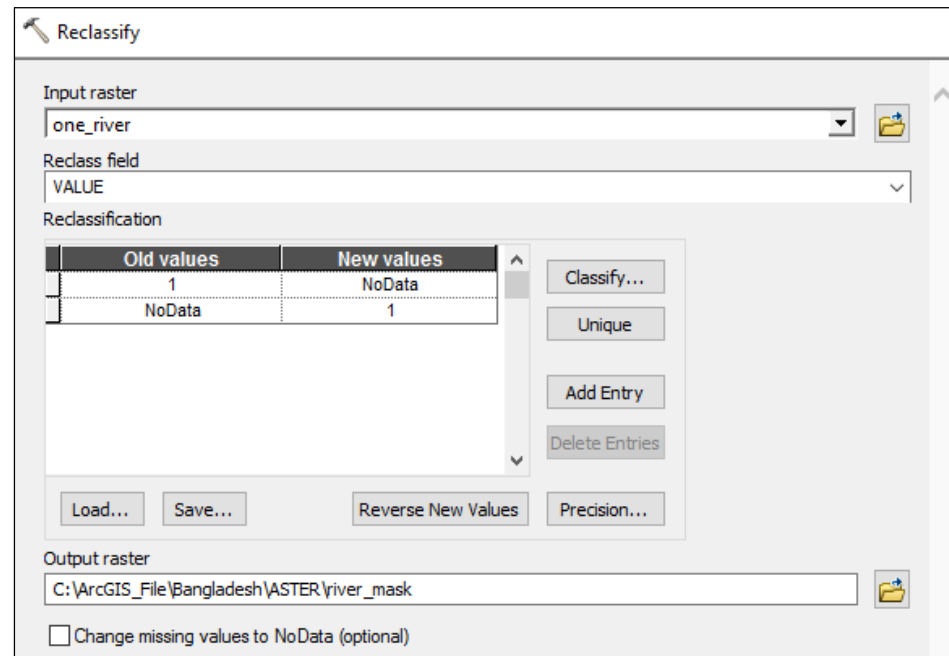 Reclassify
Input raster
one_river
Reclass field
VALUE
Reclassification
Old values New values
1 NoData
NoData 1
Classify...
Unique
Add Entry
Delete Entries
Load... Save... Reverse New Values Precision...
Output raster
C:\ArcGIS_File\Bangladesh\ASTER\river_mask
Change missing values to NoData (optional)